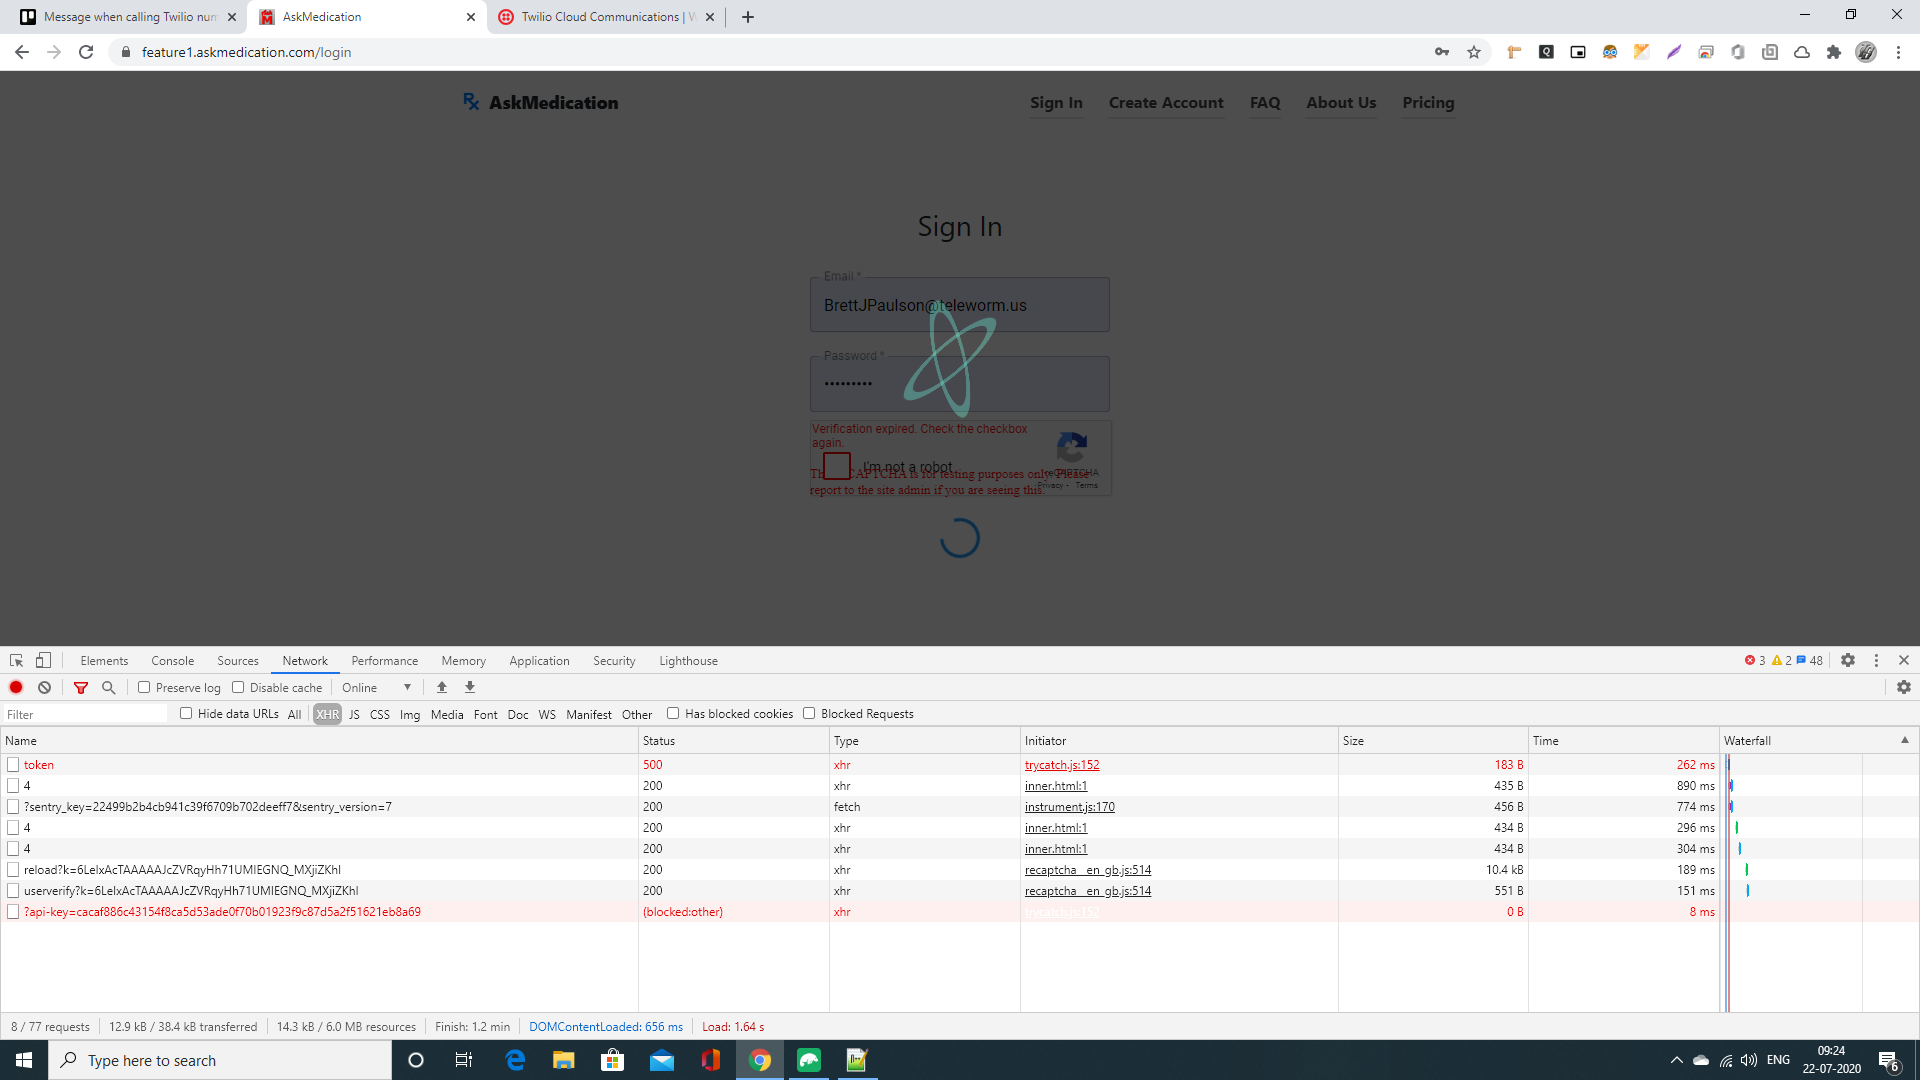 Message when calling Twilio num
AskMedication
Twilio Cloud Communications | W
feature1.askmedication.com/login
Rx AskMedication
Sign In Create Account FAQ About Us Pricing
Sign In
Email *
BrettJPaulson@teleworm.us
Password *
•••••••••
Verification expired. Check the checkbox
again.
I'm not a robot
reCAPTCHA
CAPTCHA is for testing purposes only. Please
report to the site admin if you are seeing this.
Privacy - Terms
Elements Console Sources Network Performance Memory Application Security Lighthouse 3 2 48
Preserve log Disable cache Online
Filter Hide data URLs All XHR JS CSS Img Media Font Doc WS Manifest Other Has blocked cookies Blocked Requests
Name Status Type Initiator Size Time Waterfall
token 500 xhr trycatch.js:152 183 B 262 ms
4 200 xhr inner.html:1 435 B 890 ms
?sentry_key=22499b2b4cb941c39f6709b702deeff7&sentry_version=7 200 fetch instrument.js:170 456 B 774 ms
4 200 xhr inner.html:1 434 B 296 ms
4 200 xhr inner.html:1 434 B 304 ms
reload?k=6LeIxAcTAAAAAJcZVRqyHh71UMIEGNQ_MXjiZKhI 200 xhr recaptcha__en_gb.js:514 10.4 kB 189 ms
userverify?k=6LeIxAcTAAAAAJcZVRqyHh71UMIEGNQ_MXjiZKhI 200 xhr recaptcha__en_gb.js:514 551 B 151 ms
?api-key=cacaf886c43154f8ca5d53ade0f70b01923f9c87d5a2f51621eb8a69 (blocked:other) xhr trycatch.js:152 0 B 8 ms
8 / 77 requests 12.9 kB / 38.4 kB transferred 14.3 kB / 6.0 MB resources Finish: 1.2 min DOMContentLoaded: 656 ms Load: 1.64 s
Type here to search
ENG
09:24
22-07-2020
6